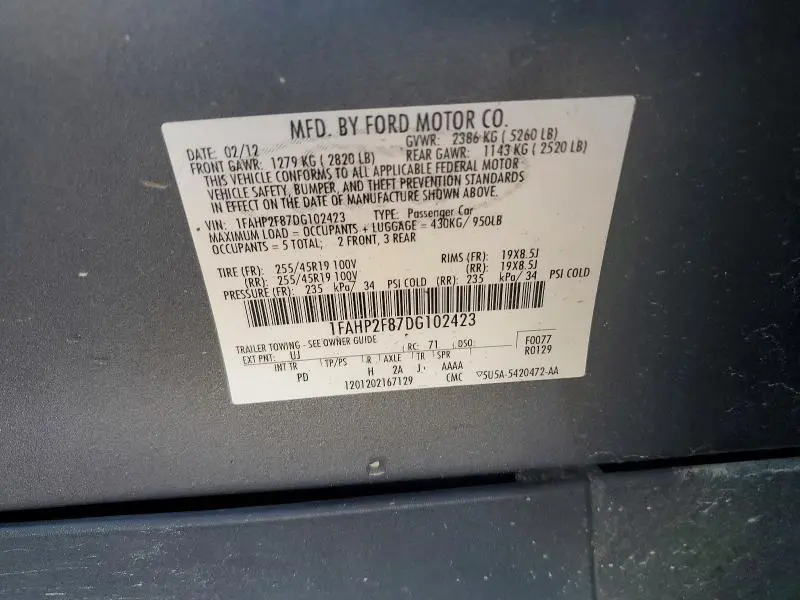 MFD. BY FORD MOTOR CO.
DATE: 02/12 GVWR: 2386 KG ( 5260 LB)
FRONT GAWR: 1279 KG ( 2820 LB) REAR GAWR: 1143 KG ( 2520 LB)
THIS VEHICLE CONFORMS TO ALL APPLICABLE FEDERAL MOTOR
VEHICLE SAFETY, BUMPER, AND THEFT PREVENTION STANDARDS
IN EFFECT ON THE DATE OF MANUFACTURE SHOWN ABOVE.
VIN: 1FAHP2F87DG102423 TYPE: Passenger Car
MAXIMUM LOAD = OCCUPANTS + LUGGAGE = 430KG/ 950LB
OCCUPANTS = 5 TOTAL; 2 FRONT, 3 REAR
TIRE (FR): 255/45R19 100V RIMS (FR): 19X8.5J
(RR): 255/45R19 100V (RR): 19X8.5J
PRESSURE (FR): 235 kPa/ 34 PSI COLD (RR): 235 kPa/ 34 PSI COLD
1FAHP2F87DG102423
TRAILER TOWING - SEE OWNER GUIDE
EXT PNT: UJ RC: 71 DSO: F0077
R0129
INT TR TP/PS R AXLE TR SPR
PD H 2A J AAAA
1201202167129 CMC ▽5U5A-5420472-AA